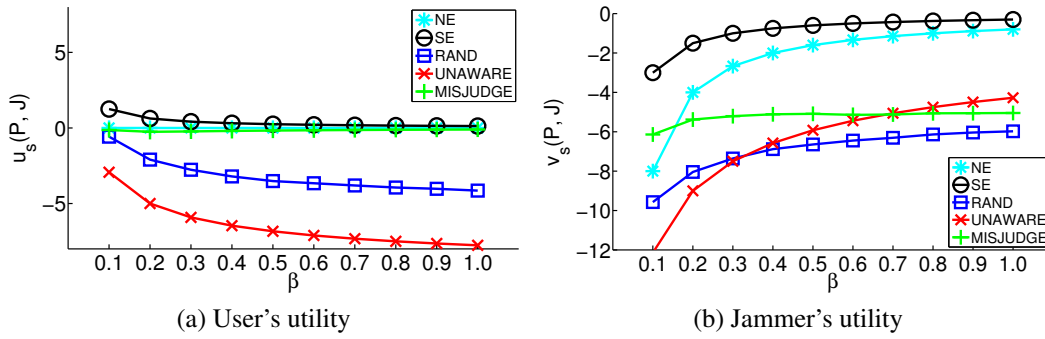 NE
SE
RAND
UNAWARE
MISJUDGE
5
0
−5
u_s(P, J)
0.1 0.2 0.3 0.4 0.5 0.6 0.7 0.8 0.9 1.0
β
(a) User's utility
0
−2
−4
−6
−8
−10
−12
v_s(P, J)
NE
SE
RAND
UNAWARE
MISJUDGE
0.1 0.2 0.3 0.4 0.5 0.6 0.7 0.8 0.9 1.0
β
(b) Jammer's utility